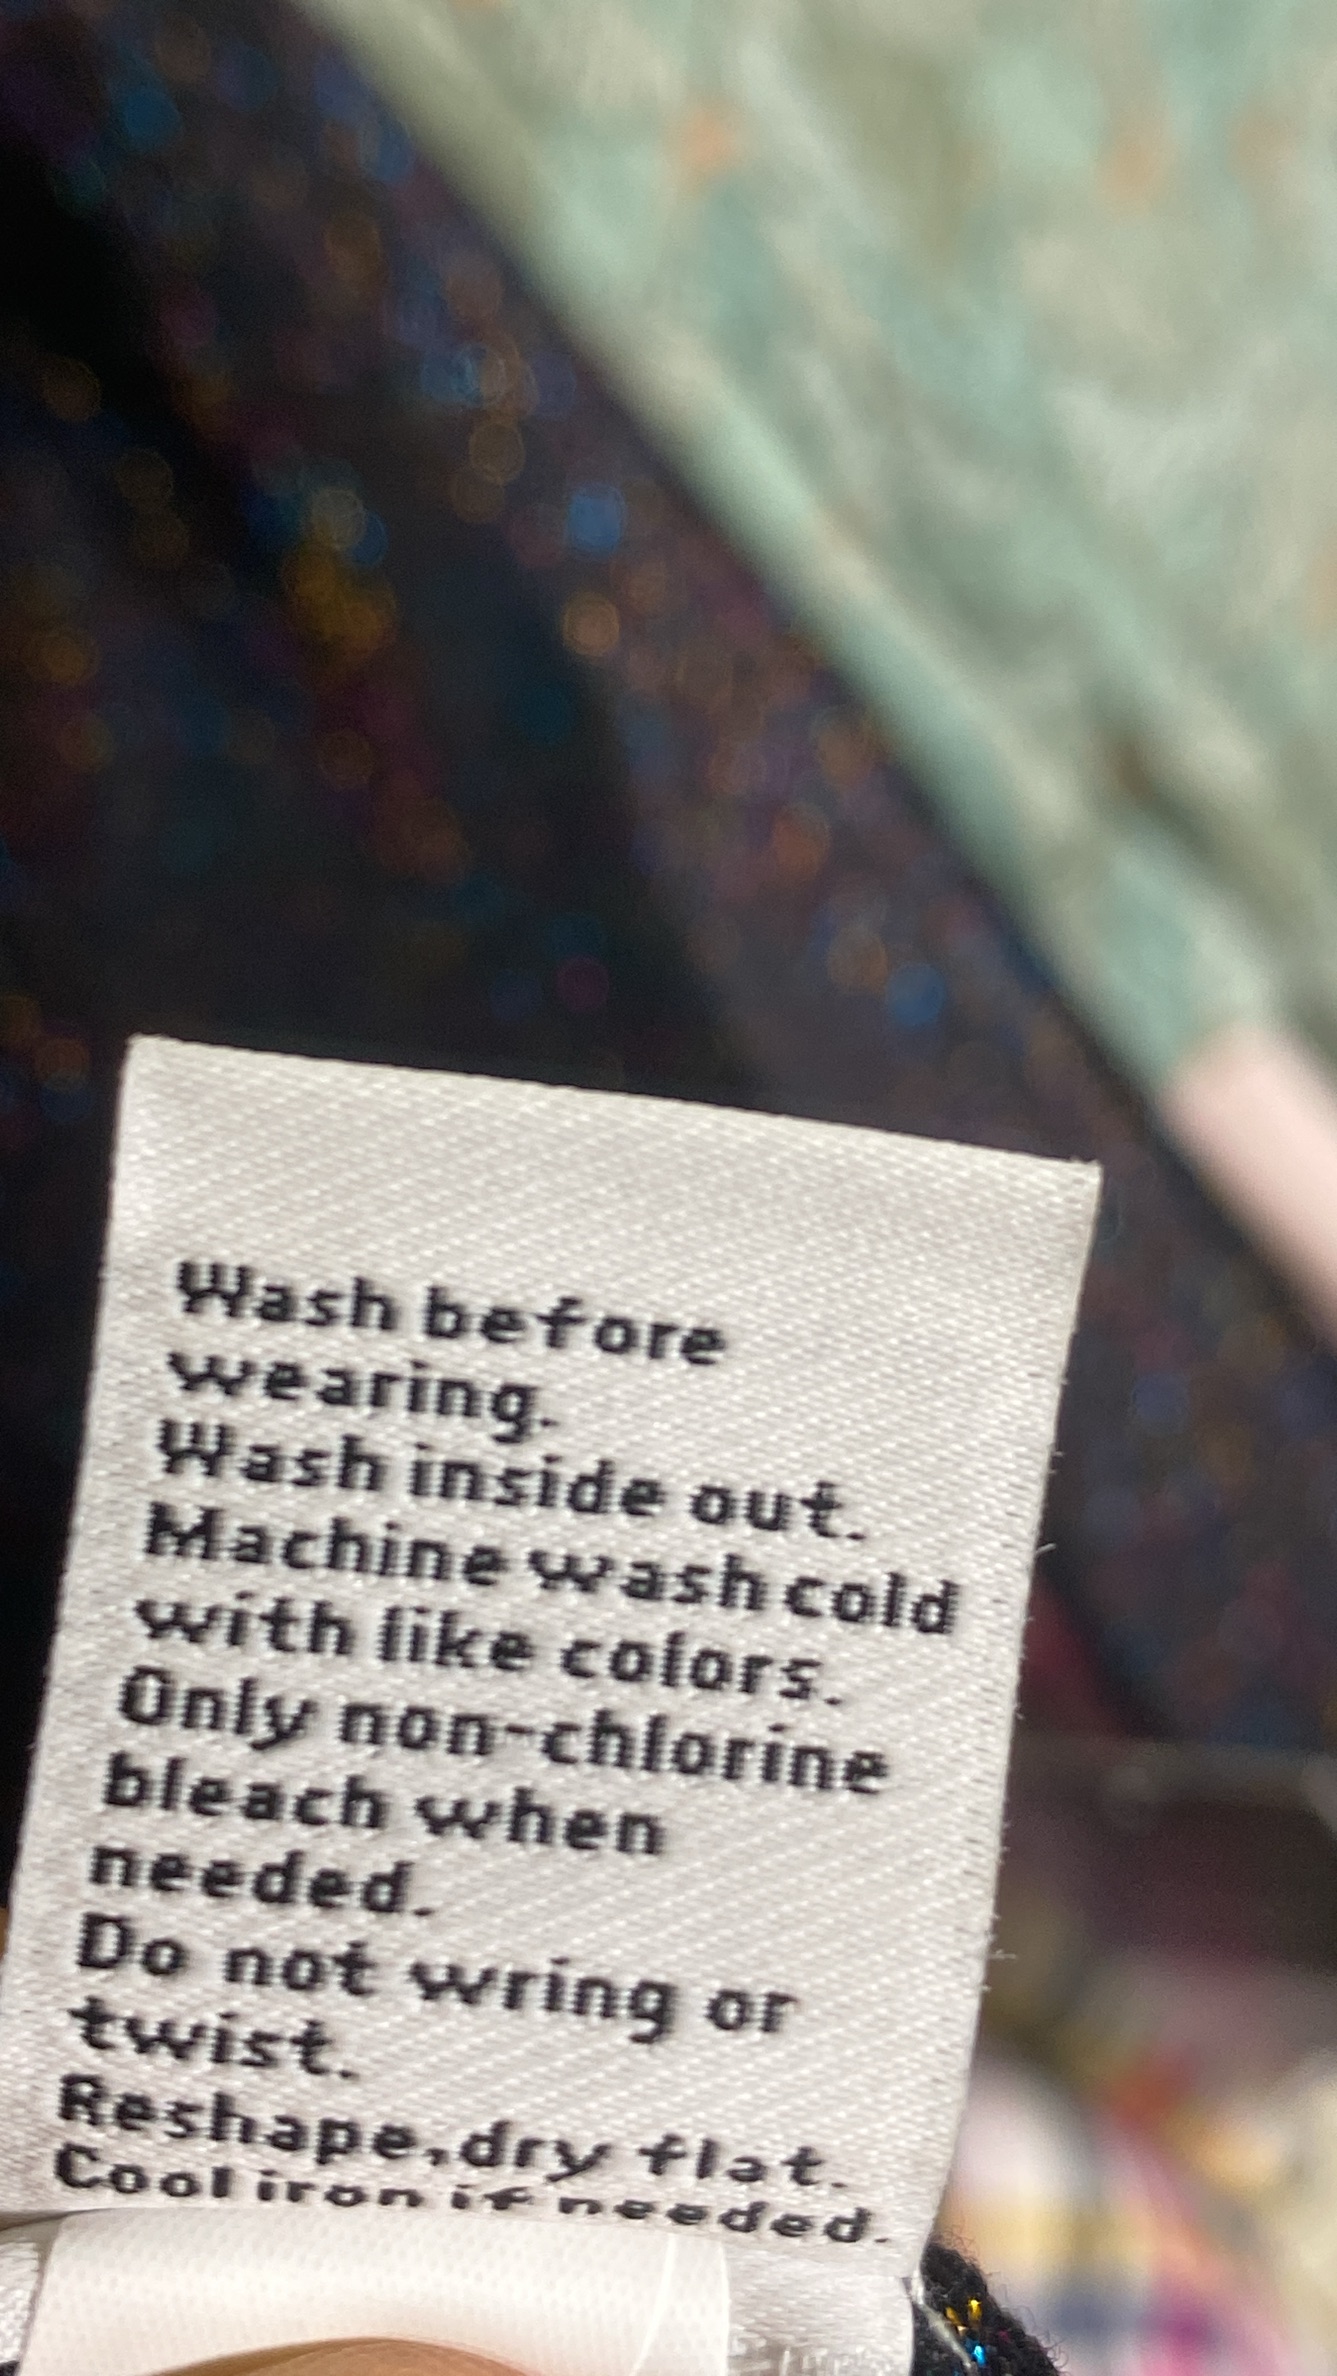 Wash before
wearing.
Wash inside out.
Machine wash cold
with like colors.
Only non-chlorine
bleach when
needed.
Do not wring or
twist.
Reshape,dry flat.
Cool iron if needed.